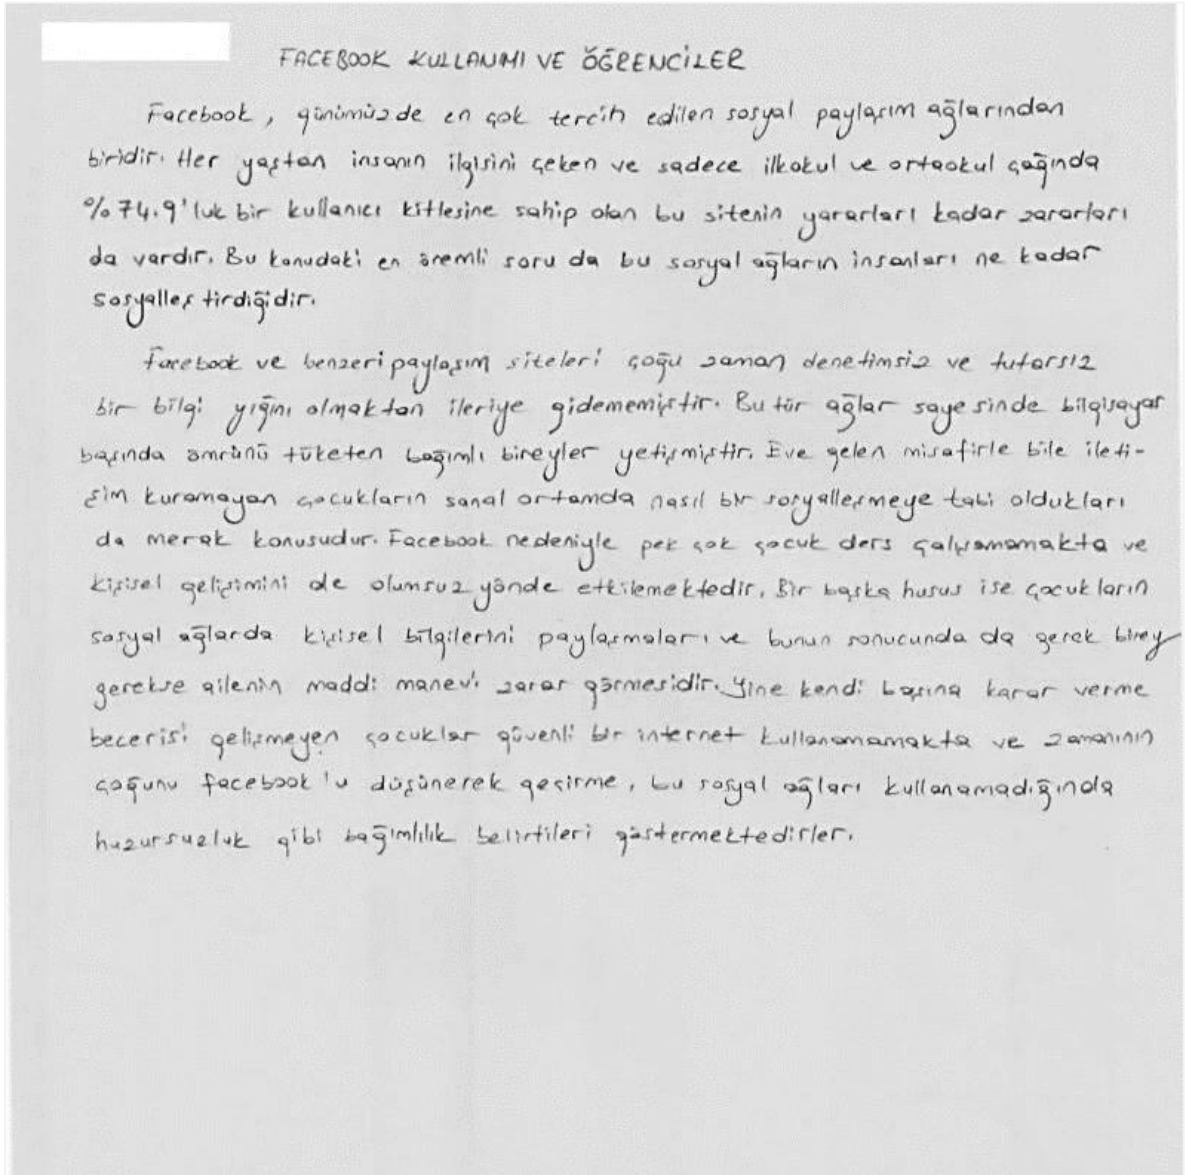 FACEBOOK KULLANIMI VE ÖĞRENCİLER
Facebook, günümüzde en çok tercih edilen sosyal paylaşım ağlarından
biridir. Her yaştan insanın ilgisini çeken ve sadece ilkokul ve ortaokul çağında
%74.9'luk bir kullanıcı kitlesine sahip olan bu sitenin yararları kadar zararları
da vardır. Bu konudaki en önemli soru da bu sosyal ağların insanları ne kadar
sosyalleştirdiğidir.
Facebook ve benzeri paylaşım siteleri çoğu zaman denetimsiz ve tutarsız
bir bilgi yığını olmaktan ileriye gidememiştir. Bu tür ağlar sayesinde bilgisayar
başında ömrünü tüketen bağımlı bireyler yetişmiştir. Eve gelen misafirle bile ileti-
şim kuramayan çocukların sanal ortamda nasıl bir sosyalleşmeye tabi oldukları
da merak konusudur. Facebook nedeniyle pek çok çocuk ders çalışamamakta ve
kişisel gelişimini de olumsuz yönde etkilemektedir. Bir başka husus ise çocukların
sosyal ağlarda kişisel bilgilerini paylaşmaları ve bunun sonucunda da gerek birey
gerekse ailenin maddi manevi zarar görmesidir. Yine kendi başına karar verme
becerisi gelişmeyen çocuklar güvenli bir internet kullanamamakta ve zamanının
çoğunu facebook'u düşünerek geçirme, bu sosyal ağları kullanamadığında
huzursuzluk gibi bağımlılık belirtileri göstermektedirler.